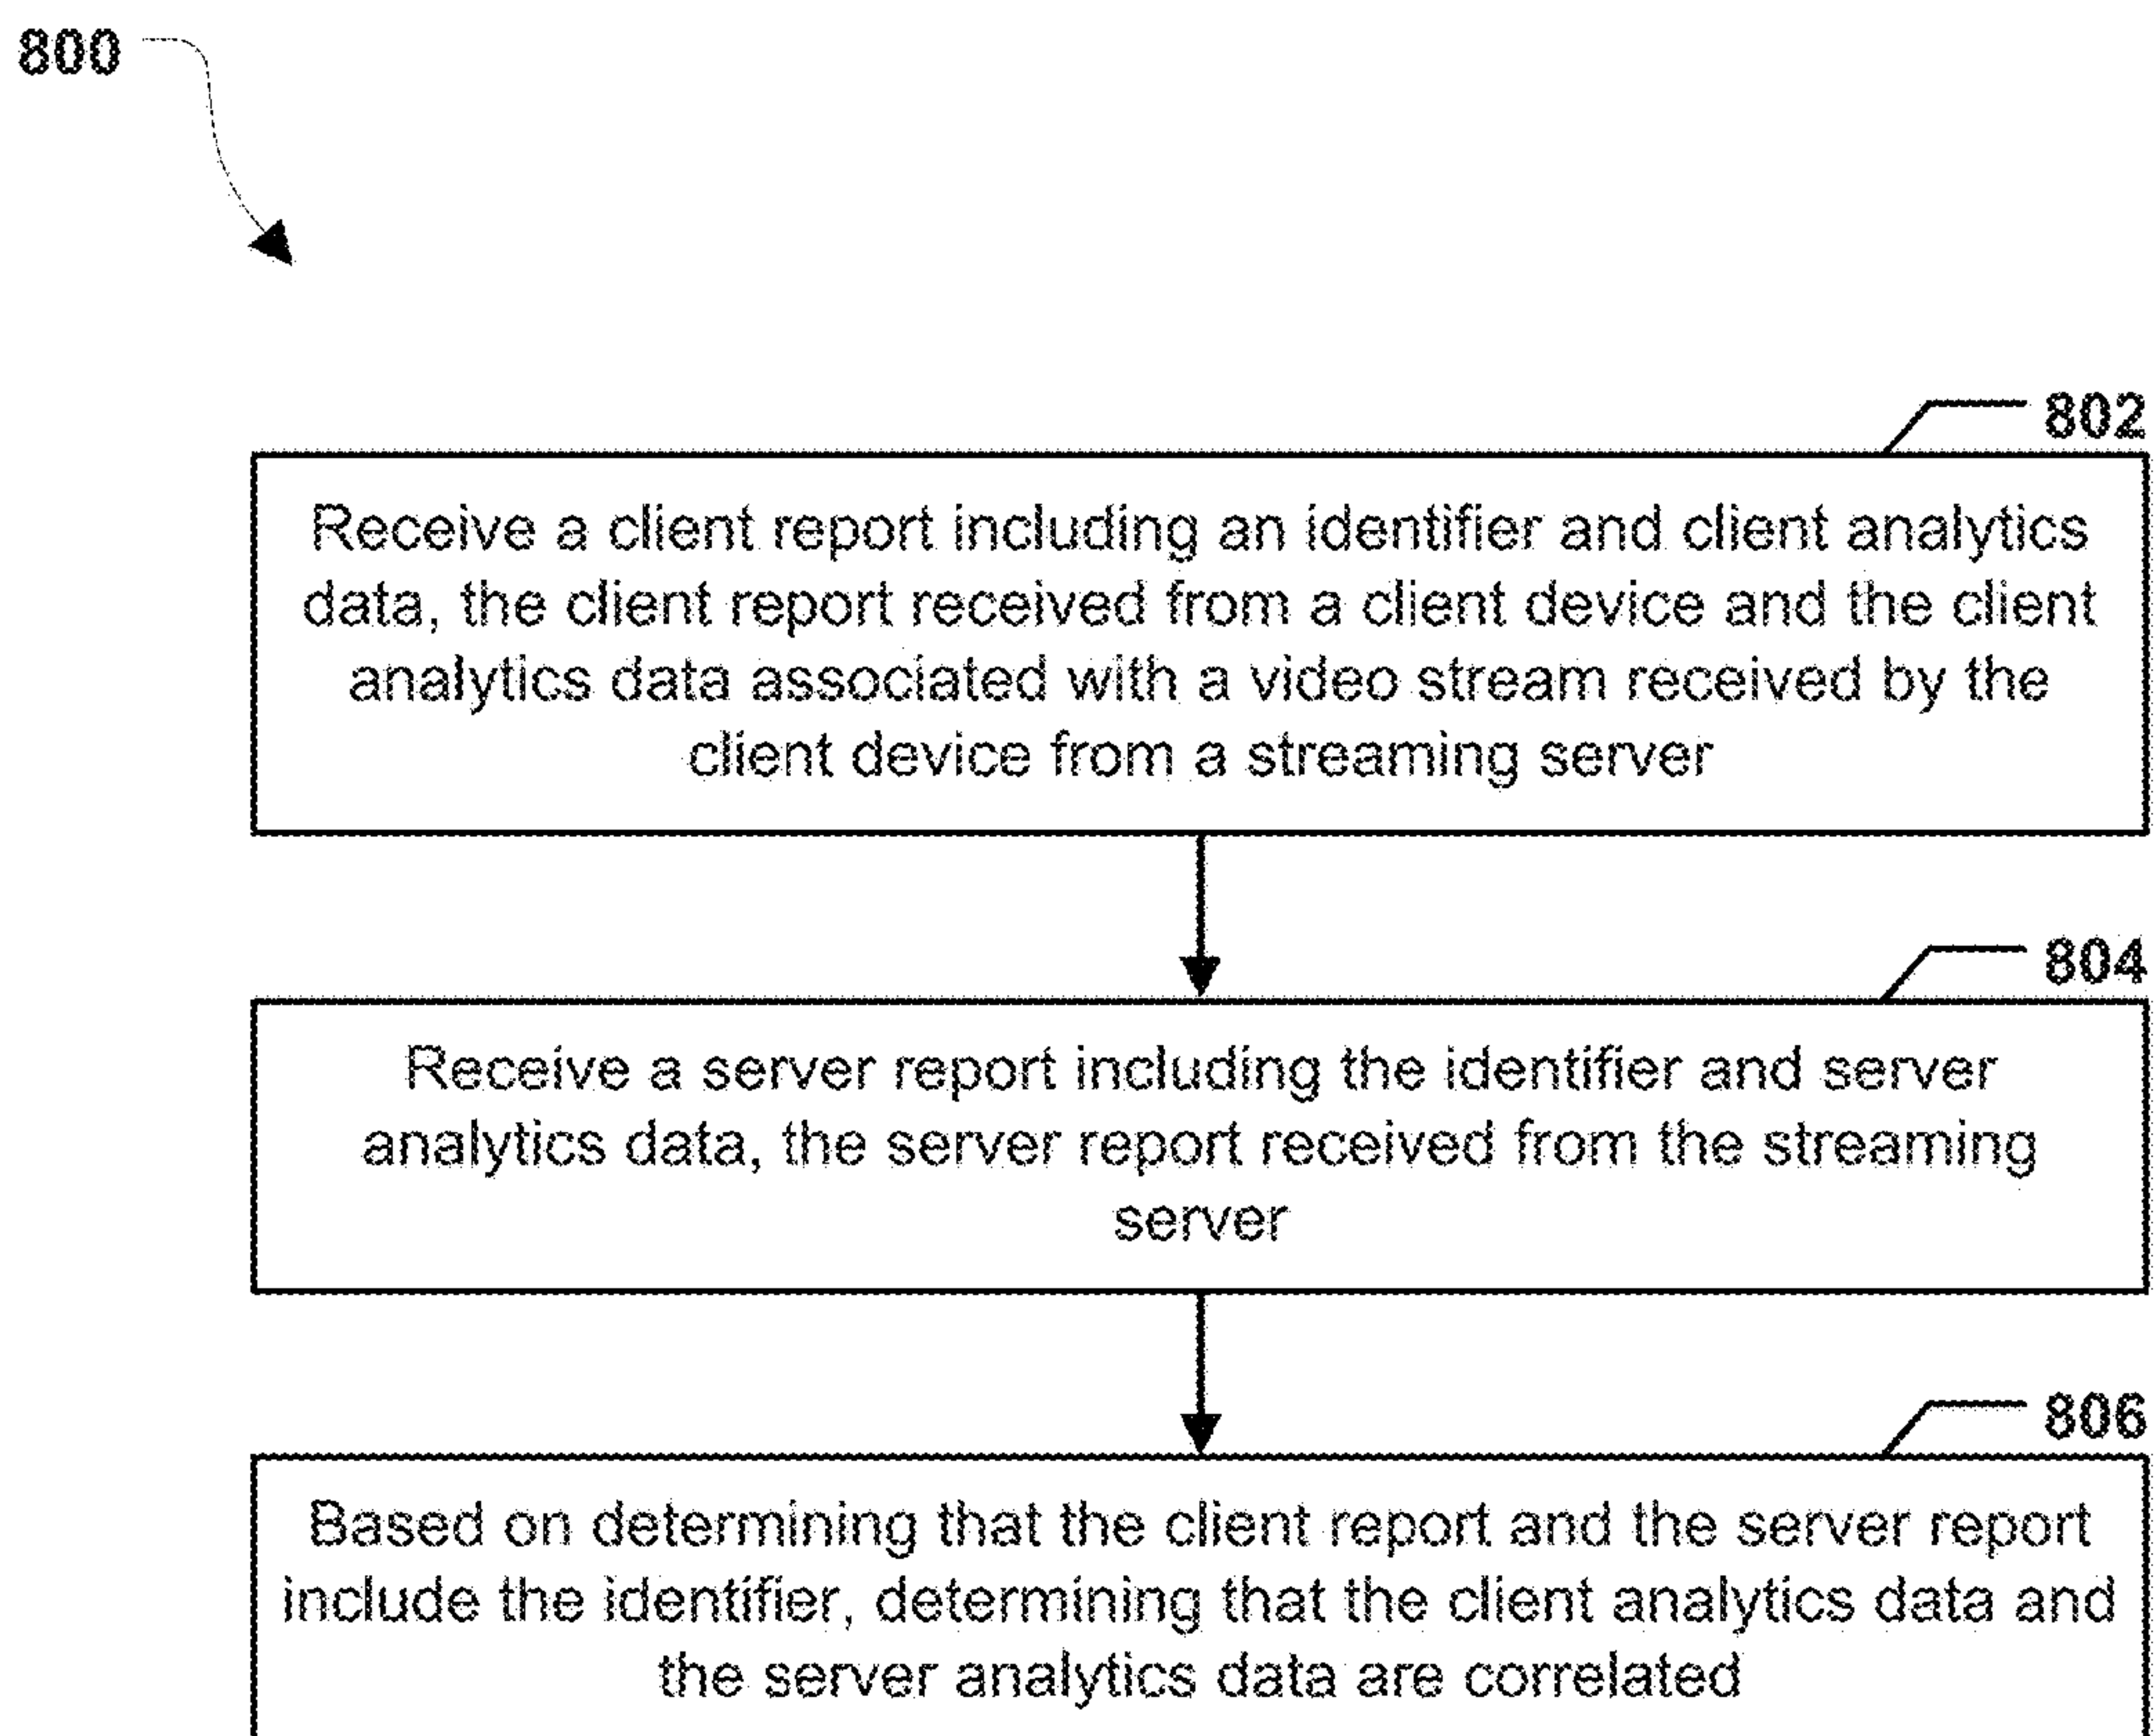 800
802
Receive a client report including an identifier and client analytics
data, the client report received from a client device and the client
analytics data associated with a video stream received by the
client device from a streaming server
804
Receive a server report including the identifier and server
analytics data, the server report received from the streaming
server
806
Based on determining that the client report and the server report
include the identifier, determining that the client analytics data and
the server analytics data are correlated